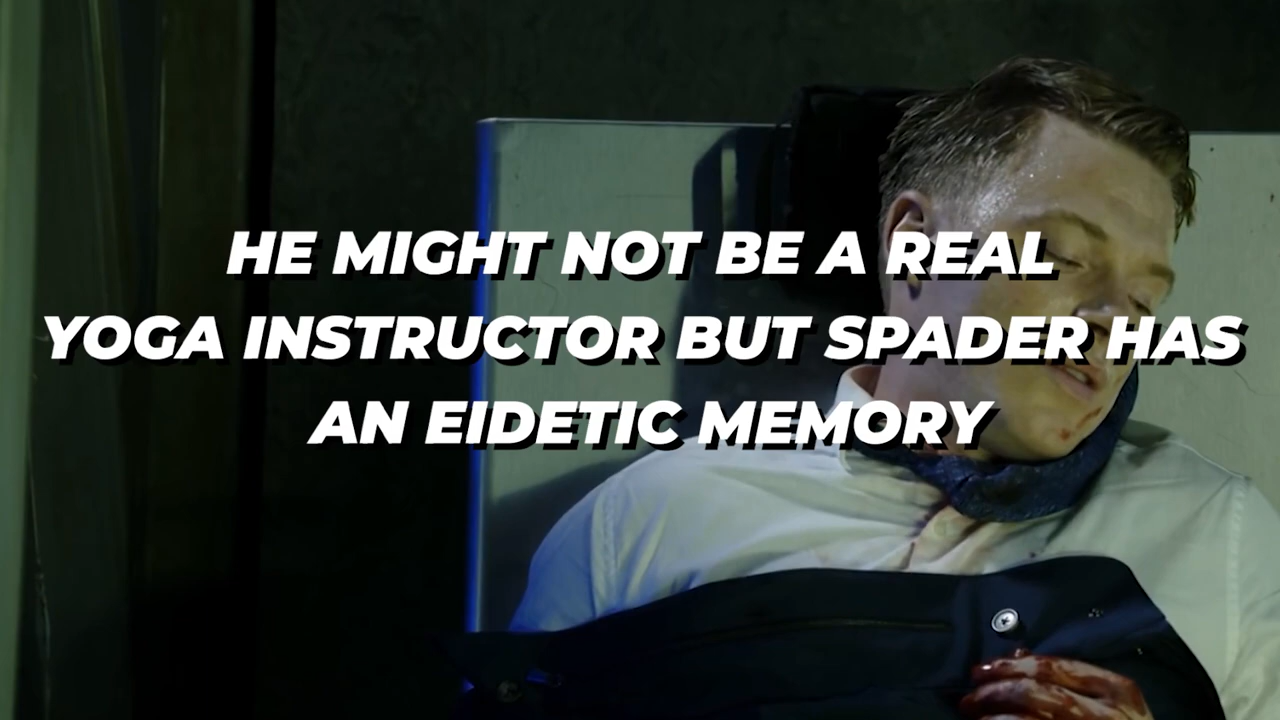 HE MIGHT NOT BE A REAL
YOGA INSTRUCTOR BUT SPADER HAS
AN EIDETIC MEMORY